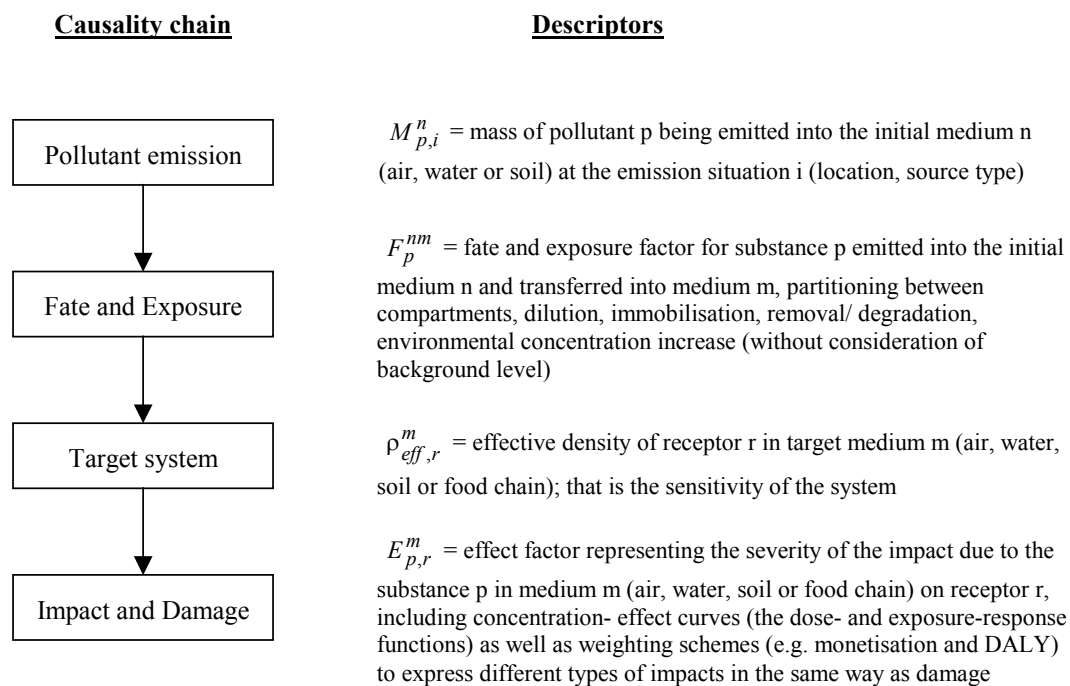 Causality chain
Descriptors
Pollutant emission
M^n_{p,i} = mass of pollutant p being emitted into the initial medium n
(air, water or soil) at the emission situation i (location, source type)
Fate and Exposure
F^{nm}_p = fate and exposure factor for substance p emitted into the initial
medium n and transferred into medium m, partitioning between
compartments, dilution, immobilisation, removal/ degradation,
environmental concentration increase (without consideration of
background level)
Target system
ρ^m_{eff,r} = effective density of receptor r in target medium m (air, water,
soil or food chain); that is the sensitivity of the system
Impact and Damage
E^m_{p,r} = effect factor representing the severity of the impact due to the
substance p in medium m (air, water, soil or food chain) on receptor r,
including concentration- effect curves (the dose- and exposure-response
functions) as well as weighting schemes (e.g. monetisation and DALY)
to express different types of impacts in the same way as damage